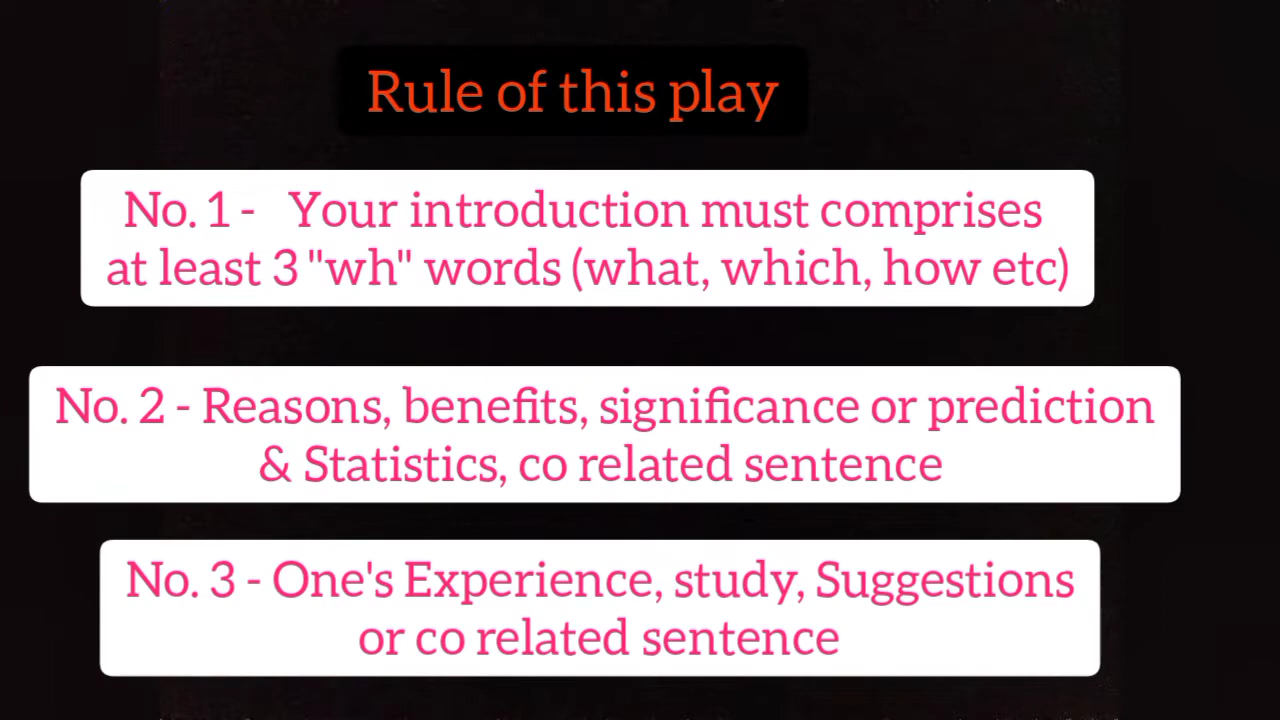 Rule of this play
No. 1 - Your introduction must comprises
at least 3 "wh" words (what, which, how etc)
No. 2 - Reasons, benefits, significance or prediction
& Statistics, co related sentence
No. 3 - One's Experience, study, Suggestions
or co related sentence